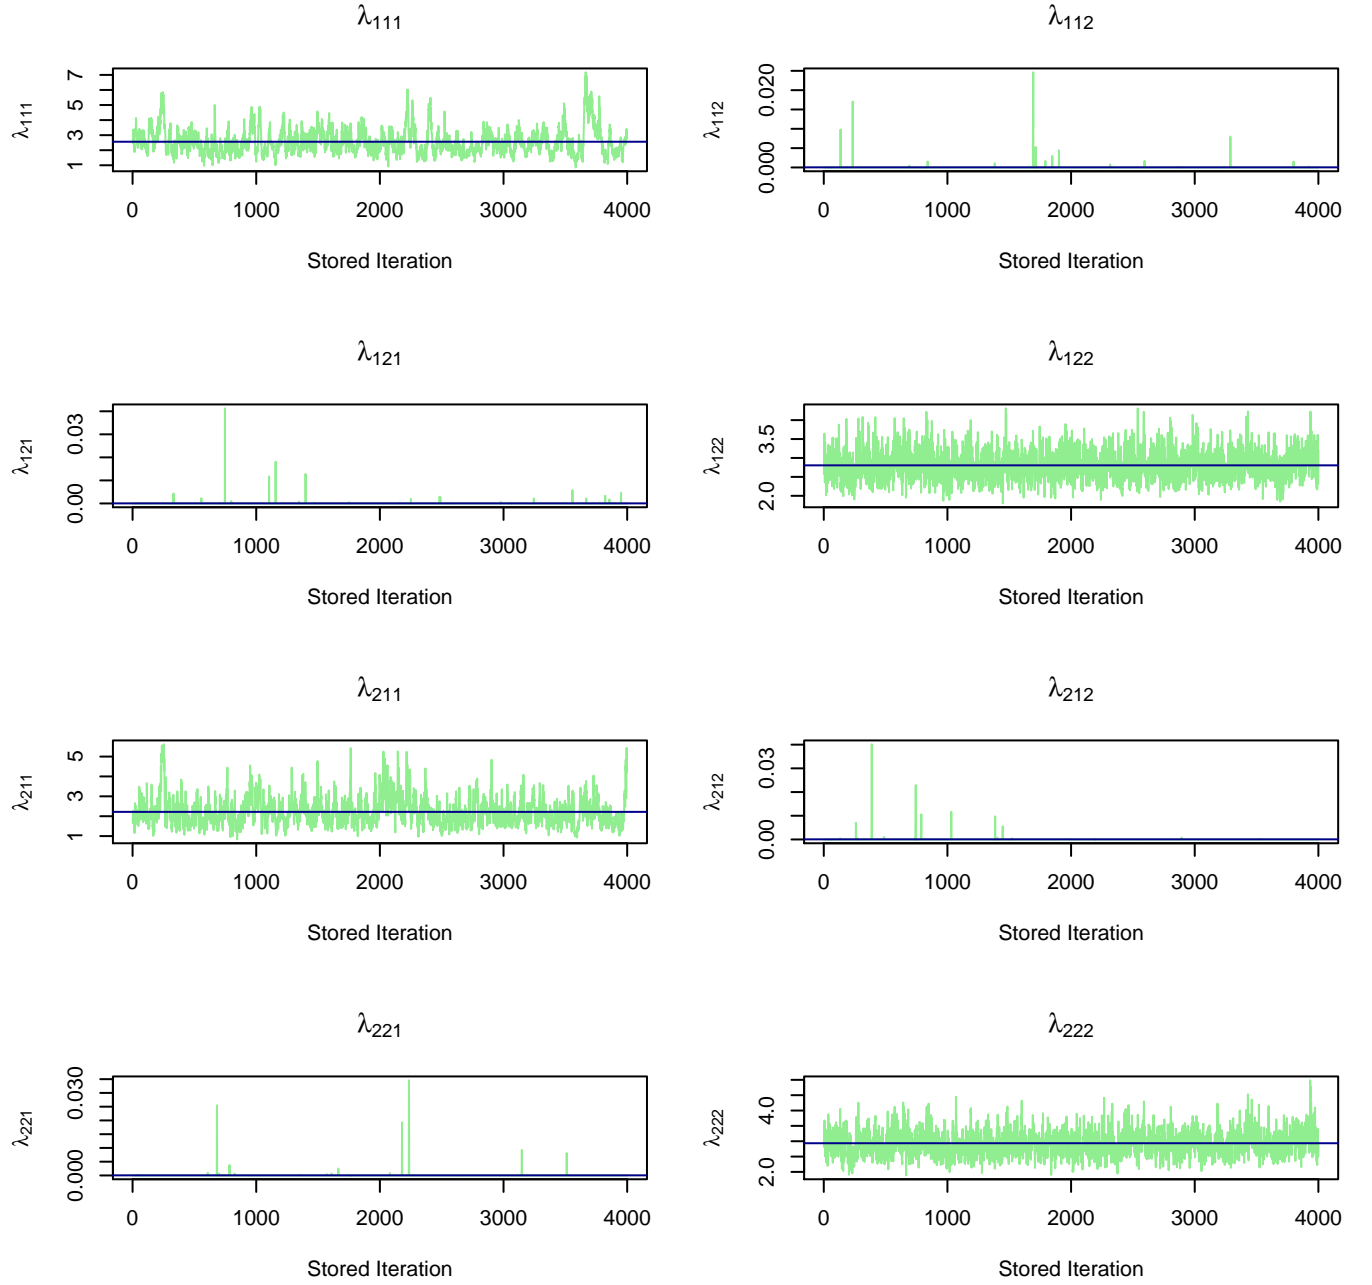 λ111
λ111
1 3 5 7
0 1000 2000 3000 4000
Stored Iteration
λ112
λ112
0.000 0.020
0 1000 2000 3000 4000
Stored Iteration
λ121
λ121
0.00 0.03
0 1000 2000 3000 4000
Stored Iteration
λ122
λ122
2.0 3.5
0 1000 2000 3000 4000
Stored Iteration
λ211
λ211
1 3 5
0 1000 2000 3000 4000
Stored Iteration
λ212
λ212
0.00 0.03
0 1000 2000 3000 4000
Stored Iteration
λ221
λ221
0.000 0.030
0 1000 2000 3000 4000
Stored Iteration
λ222
λ222
2.0 4.0
0 1000 2000 3000 4000
Stored Iteration